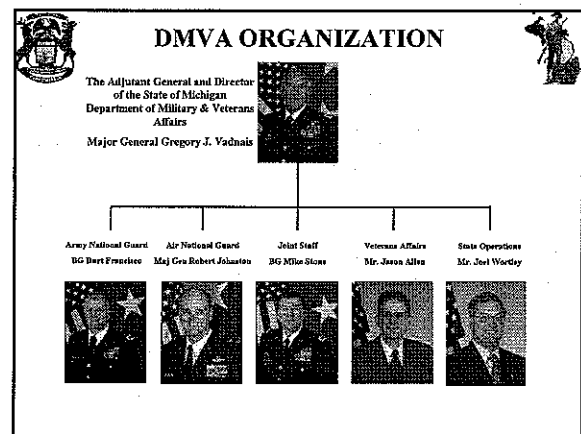 DMVA ORGANIZATION
The Adjutant General and Director
of the State of Michigan
Department of Military & Veterans
Affairs
Major General Gregory J. Vadnais
Army National Guard
BG Burt Francisco
Air National Guard
Maj Gen Robert Johnston
Joint Staff
BG Mike Stone
Veterans Affairs
Mr. Jason Allen
State Operations
Mr. Joel Wortley